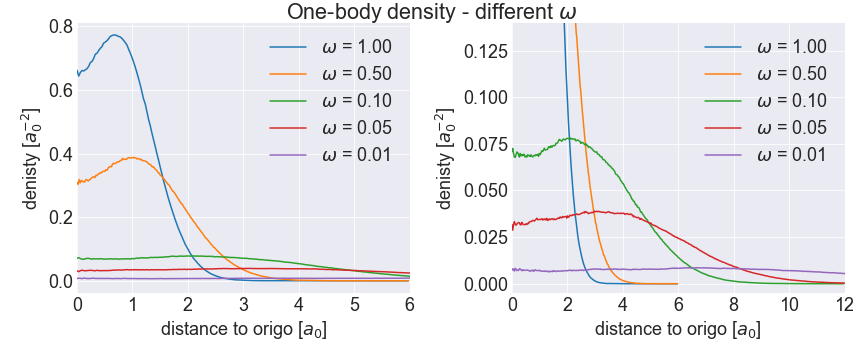 One-body density - different ω
0.8
0.6
0.4
0.2
0.0
denisty [a₀⁻²]
0 1 2 3 4 5 6
distance to origo [a₀]
ω = 1.00
ω = 0.50
ω = 0.10
ω = 0.05
ω = 0.01
0.125
0.100
0.075
0.050
0.025
0.000
denisty [a₀⁻²]
0 2 4 6 8 10 12
distance to origo [a₀]
ω = 1.00
ω = 0.50
ω = 0.10
ω = 0.05
ω = 0.01